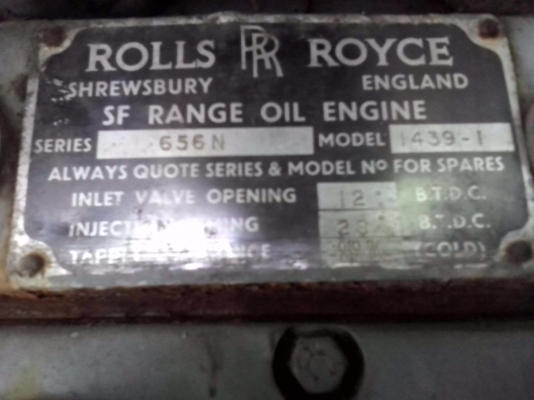 ROLLS RR ROYCE
SHREWSBURY ENGLAND
SF RANGE OIL ENGINE
SERIES 656N MODEL 1439-1
ALWAYS QUOTE SERIES & MODEL Nº FOR SPARES
INLET VALVE OPENING B.T.D.C.
B.T.D.C.
(COLD)